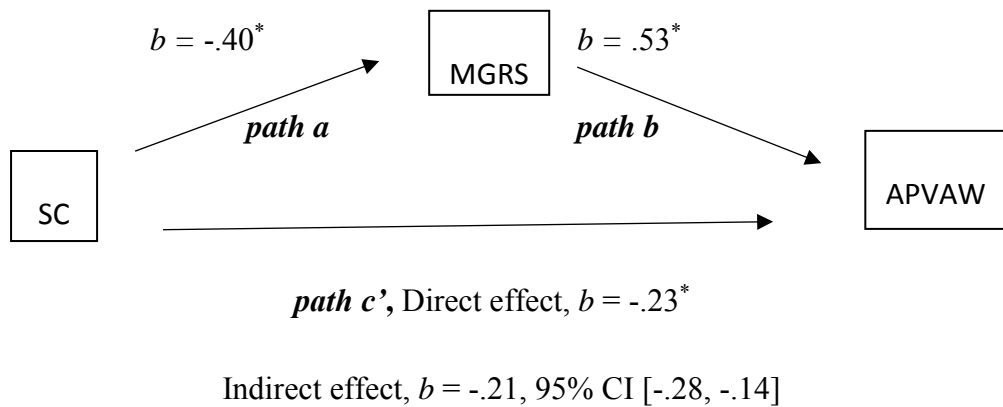 b = -.40* b = .53*
MGRS
path a path b
SC APVAW
path c’, Direct effect, b = -.23*
Indirect effect, b = -.21, 95% CI [-.28, -.14]